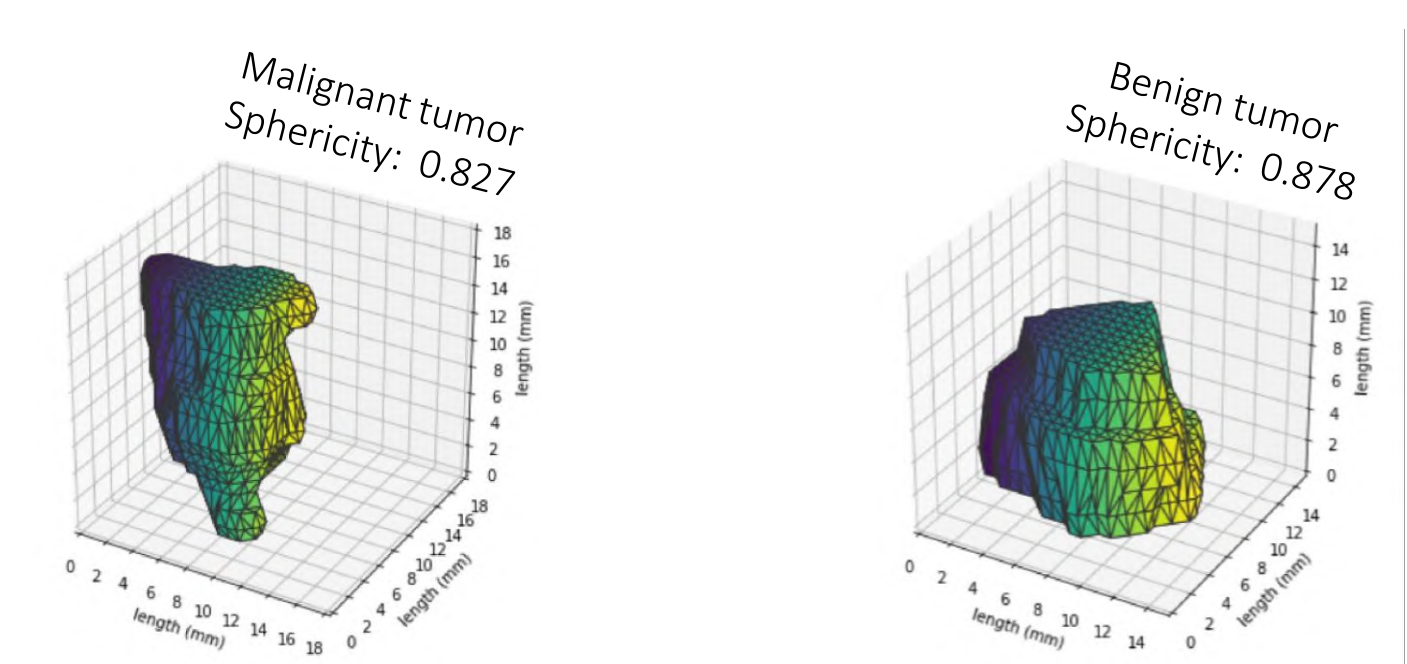 Malignant tumor
Sphericity: 0.827
18
16
14
12
10
8
6
4
2
0
length (mm)
0 2 4 6 8 10 12 14 16 18
length (mm)
0 2 4 6 8 10 12 14 16 18
length (mm)
Benign tumor
Sphericity: 0.878
14
12
10
8
6
4
2
0
length (mm)
0 2 4 6 8 10 12 14
length (mm)
0 2 4 6 8 10 12 14
length (mm)